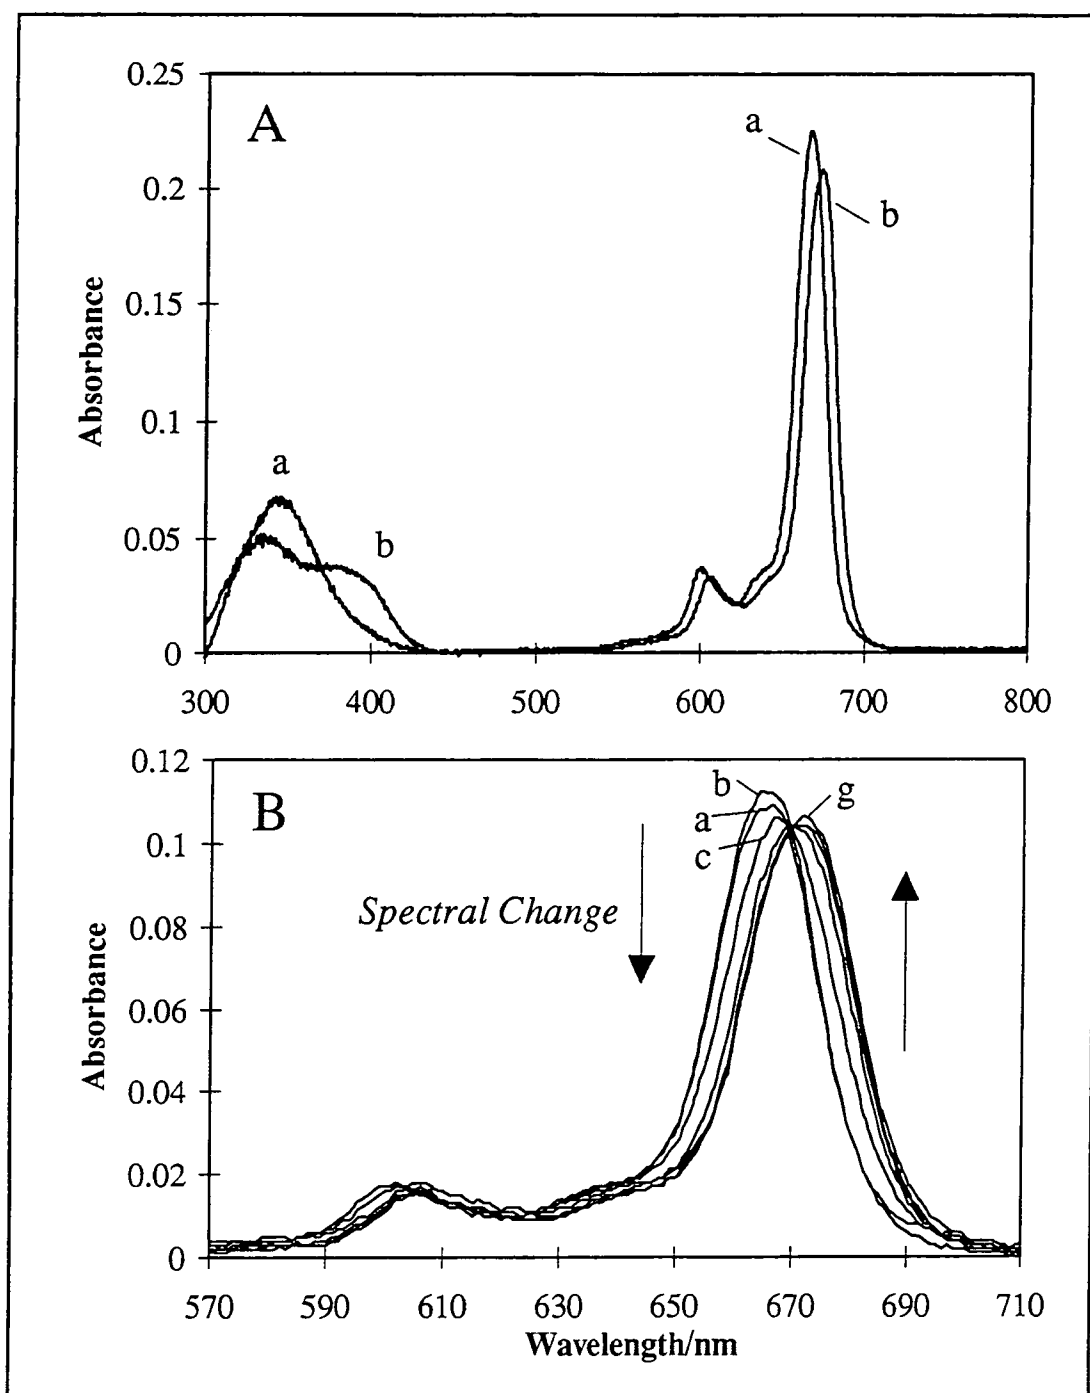 0.25
A
a
0.2
b
0.15
Absorbance
0.1
a
0.05
b
0
300 400 500 600 700 800
0.12
B
b
g
a
0.1
c
Spectral Change
0.08
Absorbance
0.06
0.04
0.02
0
570 590 610 630 650 670 690 710
Wavelength/nm